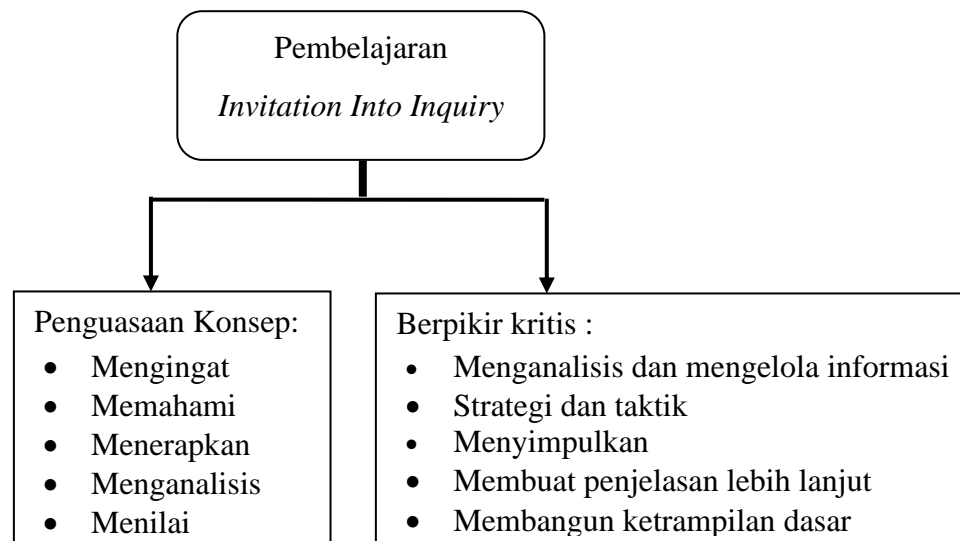 Pembelajaran
Invitation Into Inquiry
Penguasaan Konsep:
• Mengingat
• Memahami
• Menerapkan
• Menganalisis
• Menilai
Berpikir kritis :
• Menganalisis dan mengelola informasi
• Strategi dan taktik
• Menyimpulkan
• Membuat penjelasan lebih lanjut
• Membangun ketrampilan dasar